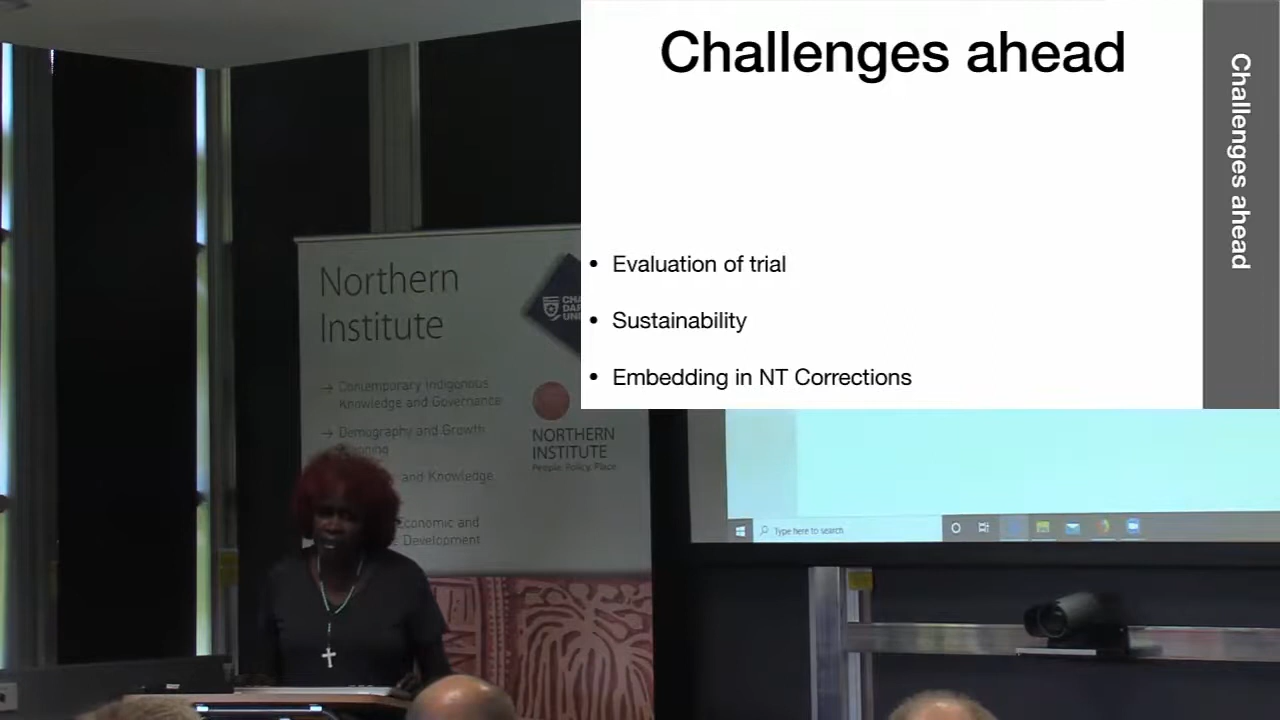 Challenges ahead
Challenges ahead
• Evaluation of trial
• Sustainability
• Embedding in NT Corrections
Northern
Institute
→ Contemporary Indigenous
Knowledge and Governance
→ Demography and Growth
and Knowledge
Economic and
Development
NORTHERN
INSTITUTE
People. Policy. Place.
Type here to search